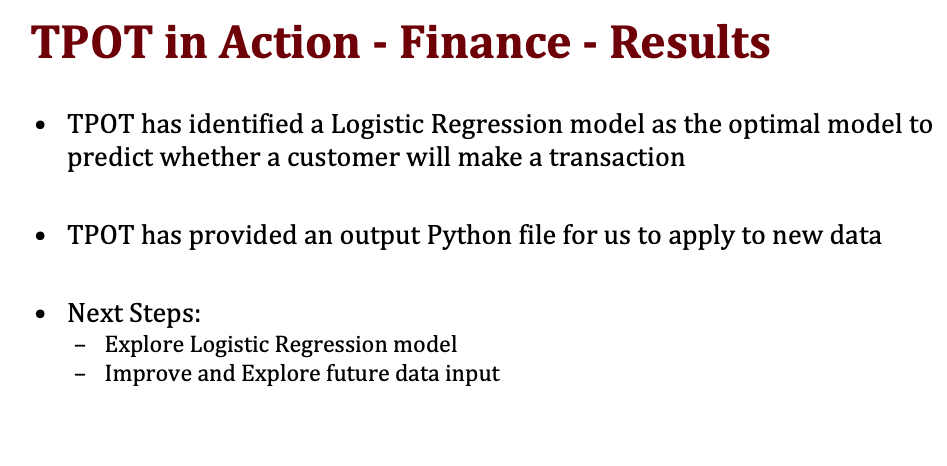 TPOT in Action - Finance - Results
• TPOT has identified a Logistic Regression model as the optimal model to
predict whether a customer will make a transaction
• TPOT has provided an output Python file for us to apply to new data
• Next Steps:
– Explore Logistic Regression model
– Improve and Explore future data input